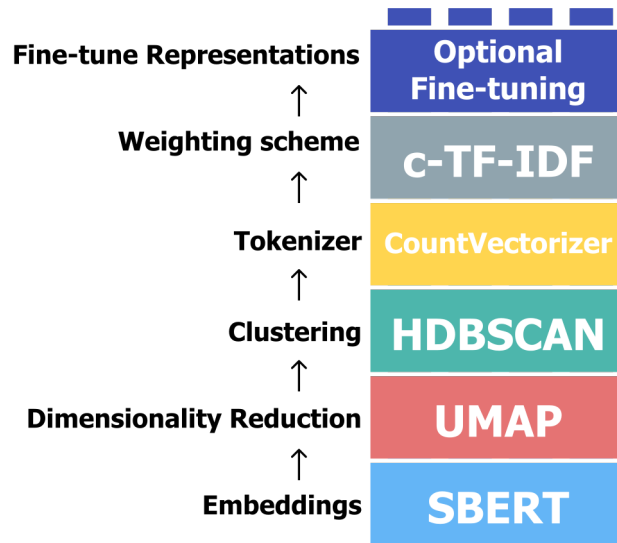 Fine-tune Representations
Optional
Fine-tuning
Weighting scheme
c-TF-IDF
Tokenizer
CountVectorizer
Clustering
HDBSCAN
Dimensionality Reduction
UMAP
Embeddings
SBERT